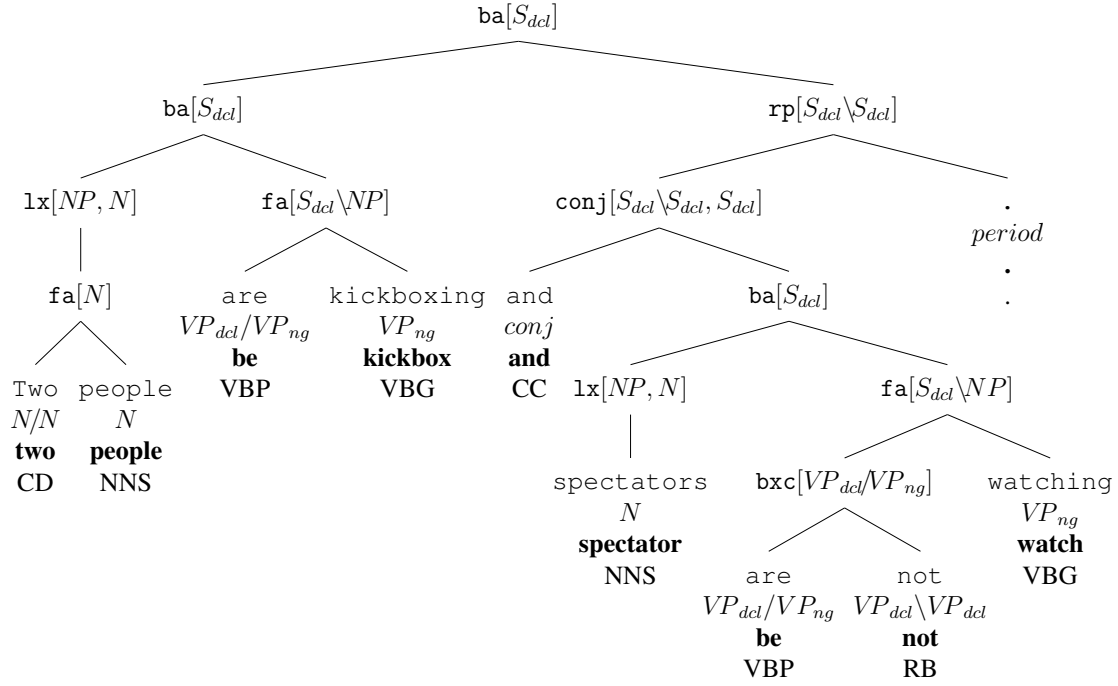 ba[S_dcl]
ba[S_dcl] rp[S_dcl\S_dcl]
lx[NP, N] fa[S_dcl\NP] conj[S_dcl\S_dcl, S_dcl] .
period
fa[N] are kickboxing and ba[S_dcl] .
VP_dcl/VP_ng VP_ng conj .
be kickbox and
Two people VBP VBG CC lx[NP, N] fa[S_dcl\NP]
N/N N
two people
CD NNS spectators bxc[VP_dcl/VP_ng] watching
N VP_ng
spectator watch
NNS are not VBG
VP_dcl/VP_ng VP_dcl\VP_dcl
be not
VBP RB